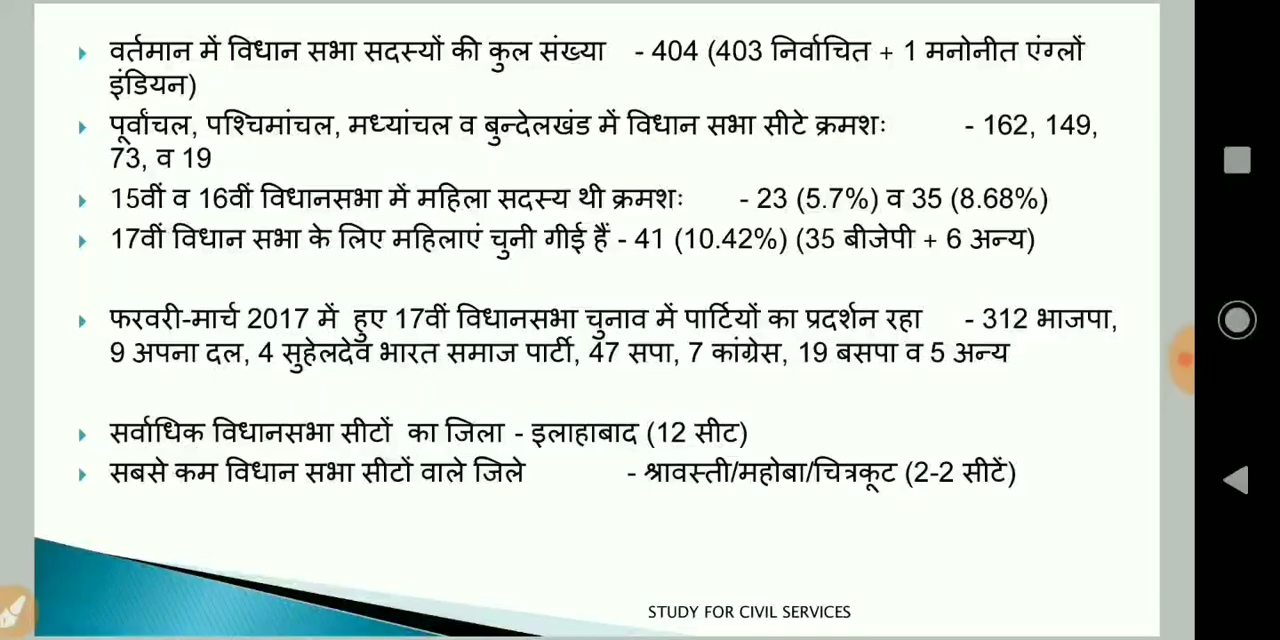 वर्तमान में विधान सभा सदस्यों की कुल संख्या - 404 (403 निर्वाचित + 1 मनोनीत एंग्लों
इंडियन)
पूर्वांचल, पश्चिमांचल, मध्यांचल व बुन्देलखंड में विधान सभा सीटे क्रमशः - 162, 149,
73, व 19
15वीं व 16वीं विधानसभा में महिला सदस्य थी क्रमशः - 23 (5.7%) व 35 (8.68%)
17वीं विधान सभा के लिए महिलाएं चुनी गीई हैं - 41 (10.42%) (35 बीजेपी + 6 अन्य)
फरवरी-मार्च 2017 में हुए 17वीं विधानसभा चुनाव में पार्टियों का प्रदर्शन रहा - 312 भाजपा,
9 अपना दल, 4 सुहेलदेव भारत समाज पार्टी, 47 सपा, 7 कांग्रेस, 19 बसपा व 5 अन्य
सर्वाधिक विधानसभा सीटों का जिला - इलाहाबाद (12 सीट)
सबसे कम विधान सभा सीटों वाले जिले - श्रावस्ती/महोबा/चित्रकूट (2-2 सीटें)
STUDY FOR CIVIL SERVICES